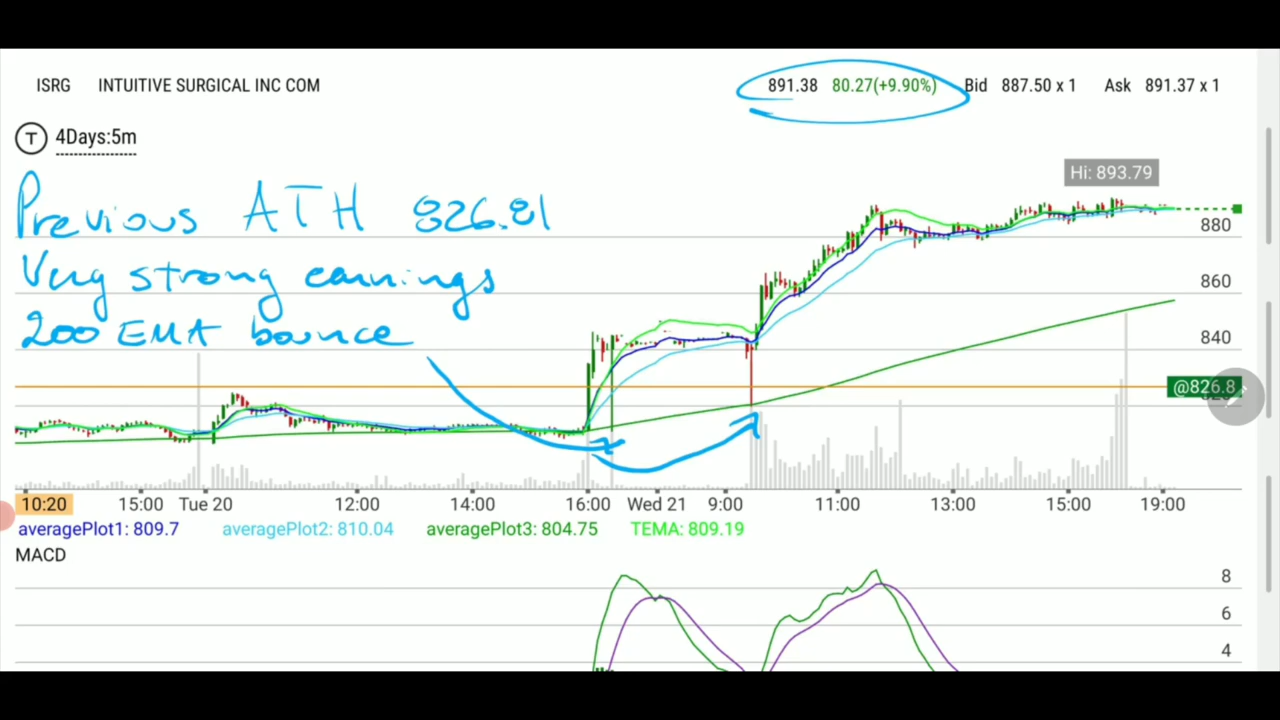 ISRG INTUITIVE SURGICAL INC COM 891.38 80.27(+9.90%) Bid 887.50 x 1 Ask 891.37 x 1
T 4Days:5m
Hi: 893.79
Previous ATH 826.81
Very strong earnings
200 EMA bounce
880
860
840
@826.8
10:20 15:00 Tue 20 12:00 14:00 16:00 Wed 21 9:00 11:00 13:00 15:00 19:00
averagePlot1: 809.7 averagePlot2: 810.04 averagePlot3: 804.75 TEMA: 809.19
MACD
8
6
4